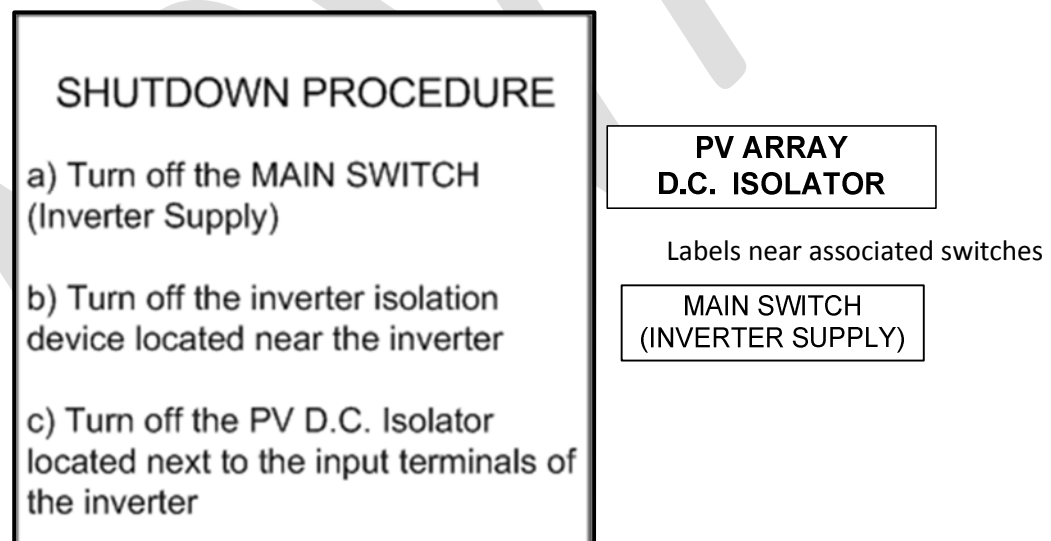 SHUTDOWN PROCEDURE
a) Turn off the MAIN SWITCH
(Inverter Supply)
b) Turn off the inverter isolation
device located near the inverter
c) Turn off the PV D.C. Isolator
located next to the input terminals of
the inverter
PV ARRAY
D.C. ISOLATOR
Labels near associated switches
MAIN SWITCH
(INVERTER SUPPLY)